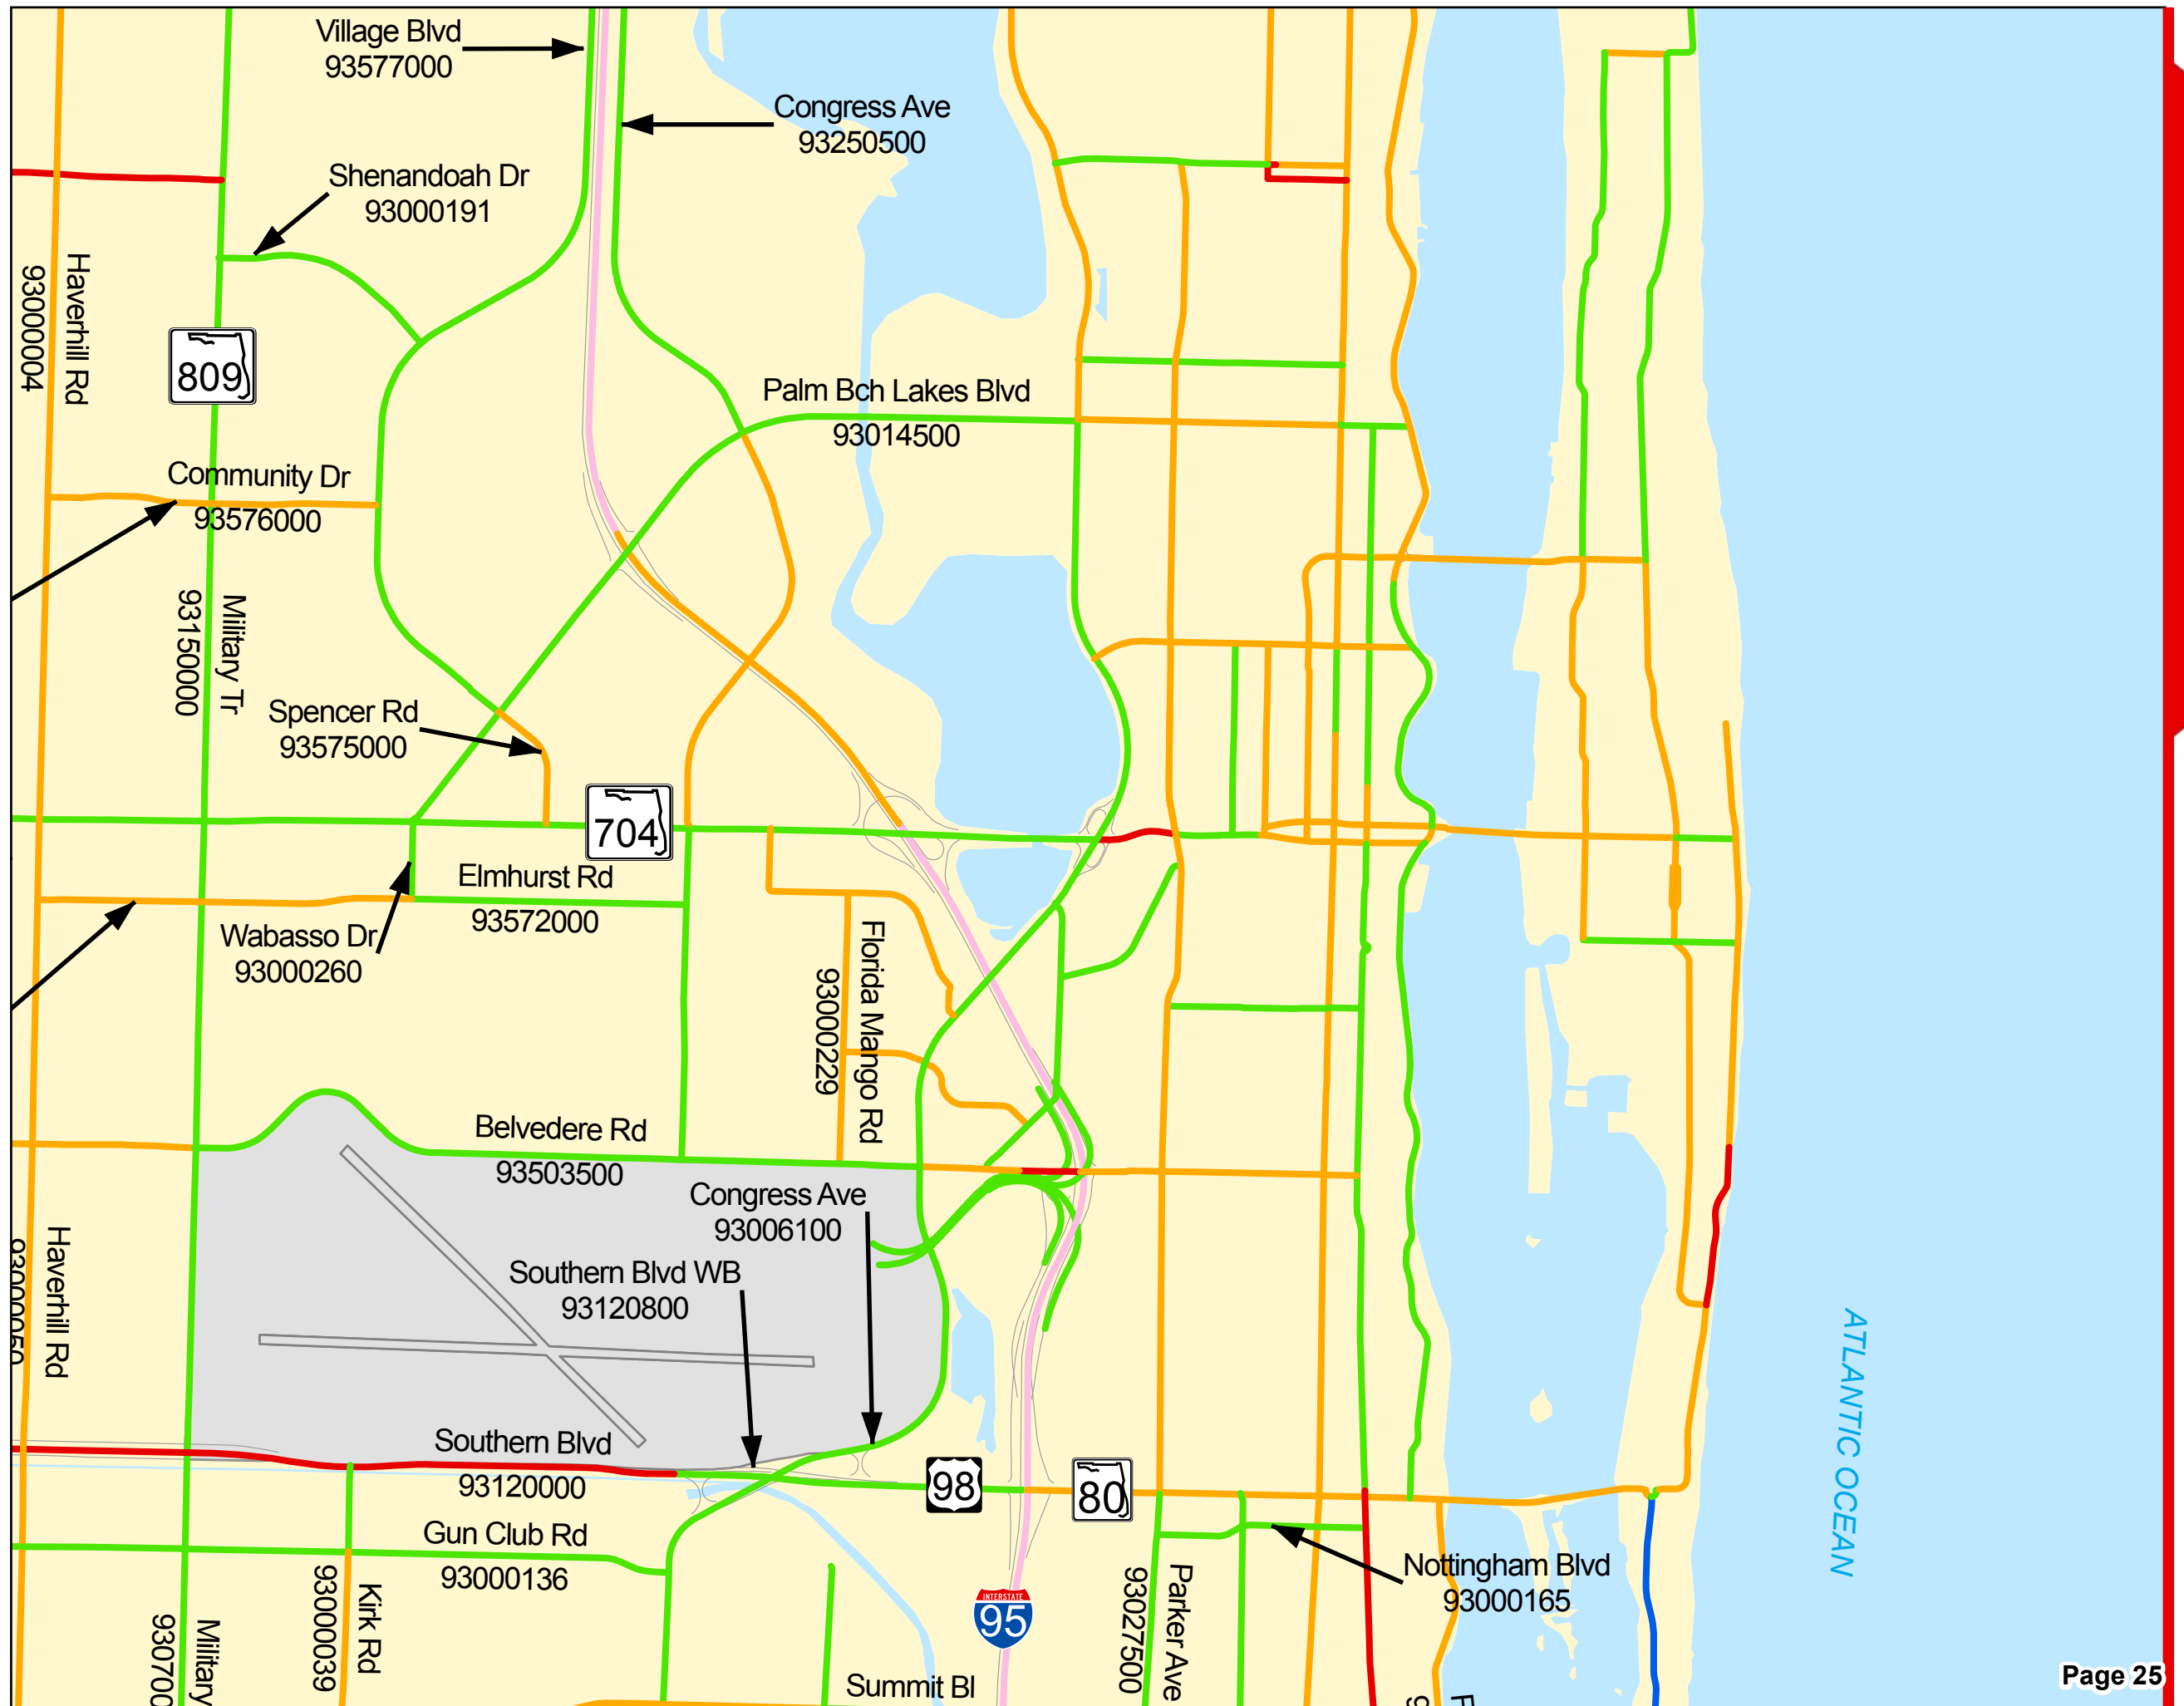 Village Blvd
93577000
Congress Ave
93250500
Shenandoah Dr
93000191
Haverhill Rd
93000004
809
Palm Bch Lakes Blvd
93014500
Community Dr
93576000
Military Tr
93150000
Spencer Rd
93575000
704
Elmhurst Rd
93572000
Wabasso Dr
93000260
Florida Mango Rd
93000229
Belvedere Rd
93503500
Congress Ave
93006100
Southern Blvd WB
93120800
Haverhill Rd
ATLANTIC OCEAN
Southern Blvd
93120000
98
80
Gun Club Rd
93000136
Nottingham Blvd
93000165
Kirk Rd
93000039
Military
930700
INTERSTATE
95
Parker Ave
93027500
Summit Bl
Page 25